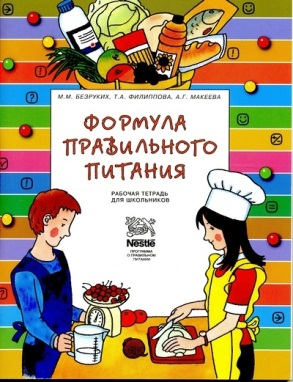 М.М. БЕЗРУКИХ, Т.А. ФИЛИППОВА, А.Г. МАКЕЕВА
ФОРМУЛА
ПРАВИЛЬНОГО
ПИТАНИЯ
РАБОЧАЯ ТЕТРАДЬ
ДЛЯ ШКОЛЬНИКОВ
Nestlé
ПРОГРАММА
О ПРАВИЛЬНОМ
ПИТАНИИ